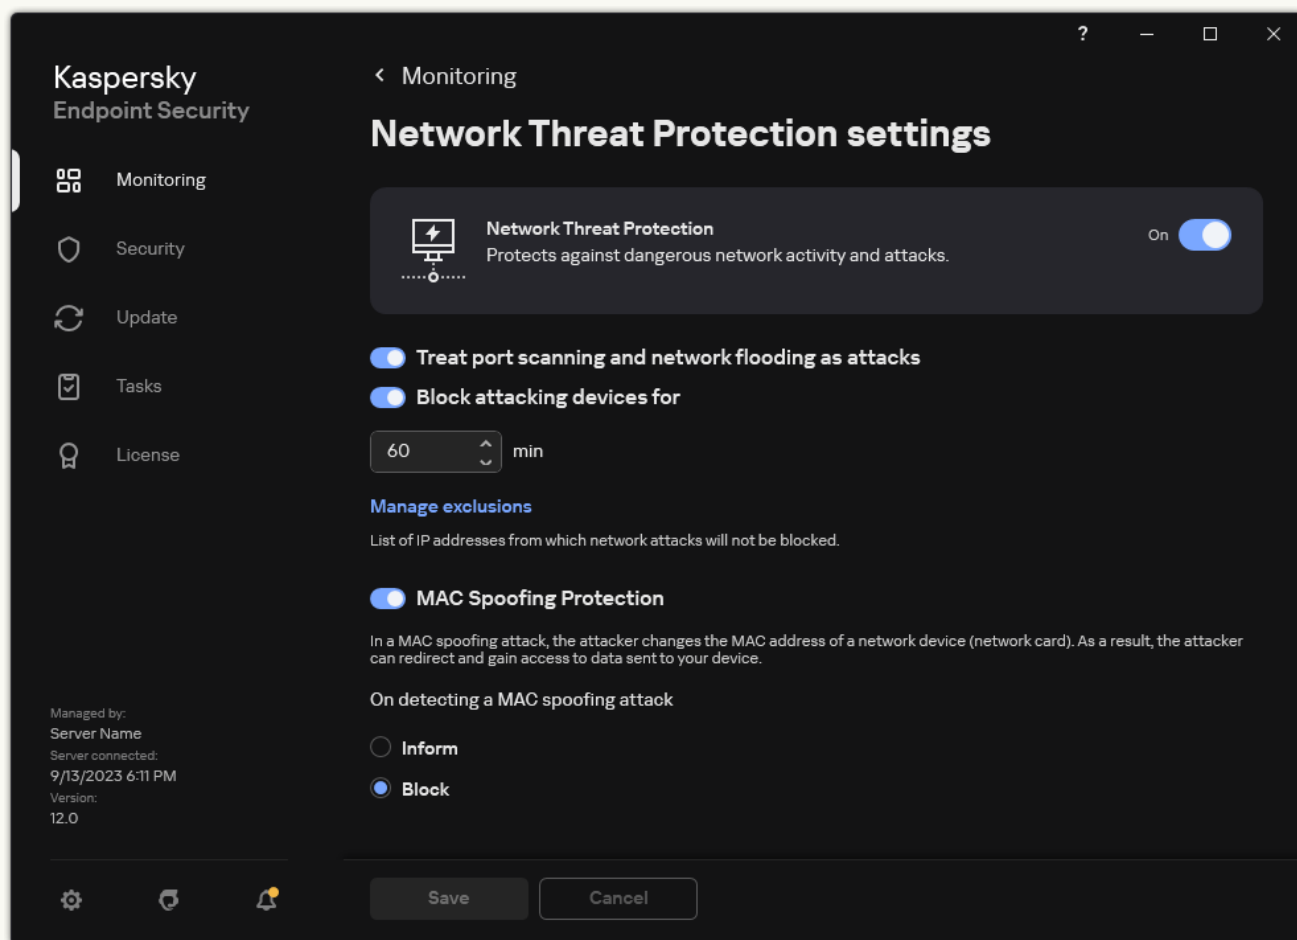 ?
Kaspersky
Endpoint Security
Monitoring
Security
Update
Tasks
License
Managed by:
Server Name
Server connected:
9/13/2023 6:11 PM
Version:
12.0
Monitoring
Network Threat Protection settings
Network Threat Protection
Protects against dangerous network activity and attacks.
On
Treat port scanning and network flooding as attacks
Block attacking devices for
60 min
Manage exclusions
List of IP addresses from which network attacks will not be blocked.
MAC Spoofing Protection
In a MAC spoofing attack, the attacker changes the MAC address of a network device (network card). As a result, the attacker
can redirect and gain access to data sent to your device.
On detecting a MAC spoofing attack
Inform
Block
Save
Cancel